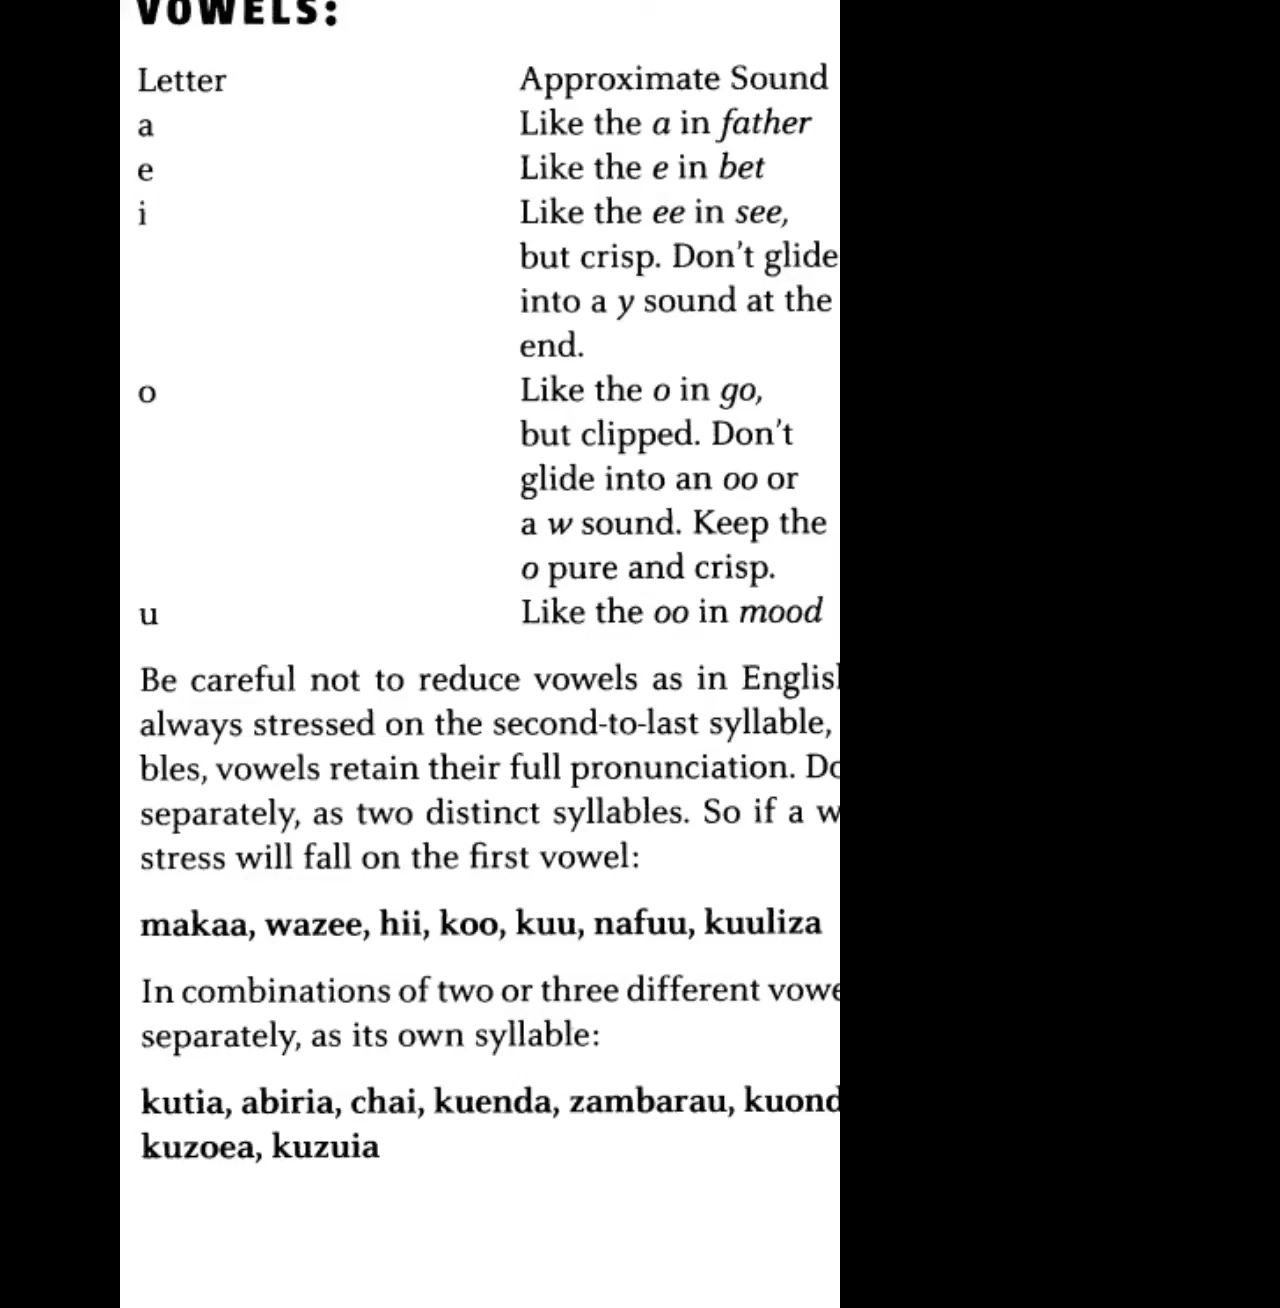 VOWELS:
Letter Approximate Sound
a Like the a in father
e Like the e in bet
i Like the ee in see,
but crisp. Don't glide
into a y sound at the
end.
o Like the o in go,
but clipped. Don't
glide into an oo or
a w sound. Keep the
o pure and crisp.
u Like the oo in mood
Be careful not to reduce vowels as in
always stressed on the second-to-last syllable,
bles, vowels retain their full pronunciation.
separately, as two distinct syllables. So if a
stress will fall on the first vowel:
makaa, wazee, hii, koo, kuu, nafuu, kuuliza
In combinations of two or three different
separately, as its own syllable:
kutia, abiria, chai, kuenda, zambarau,
kuzoea, kuzuia